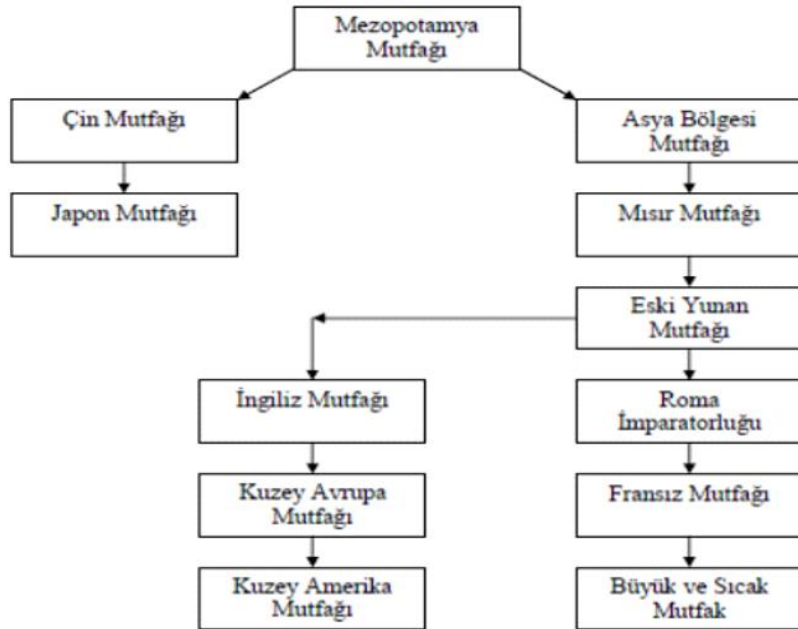 Mezopotamya
Mutfağı
Çin Mutfağı
Asya Bölgesi
Mutfağı
Japon Mutfağı
Mısır Mutfağı
Eski Yunan
Mutfağı
İngiliz Mutfağı
Roma
İmparatorluğu
Kuzey Avrupa
Mutfağı
Fransız Mutfağı
Kuzey Amerika
Mutfağı
Büyük ve Sıcak
Mutfak